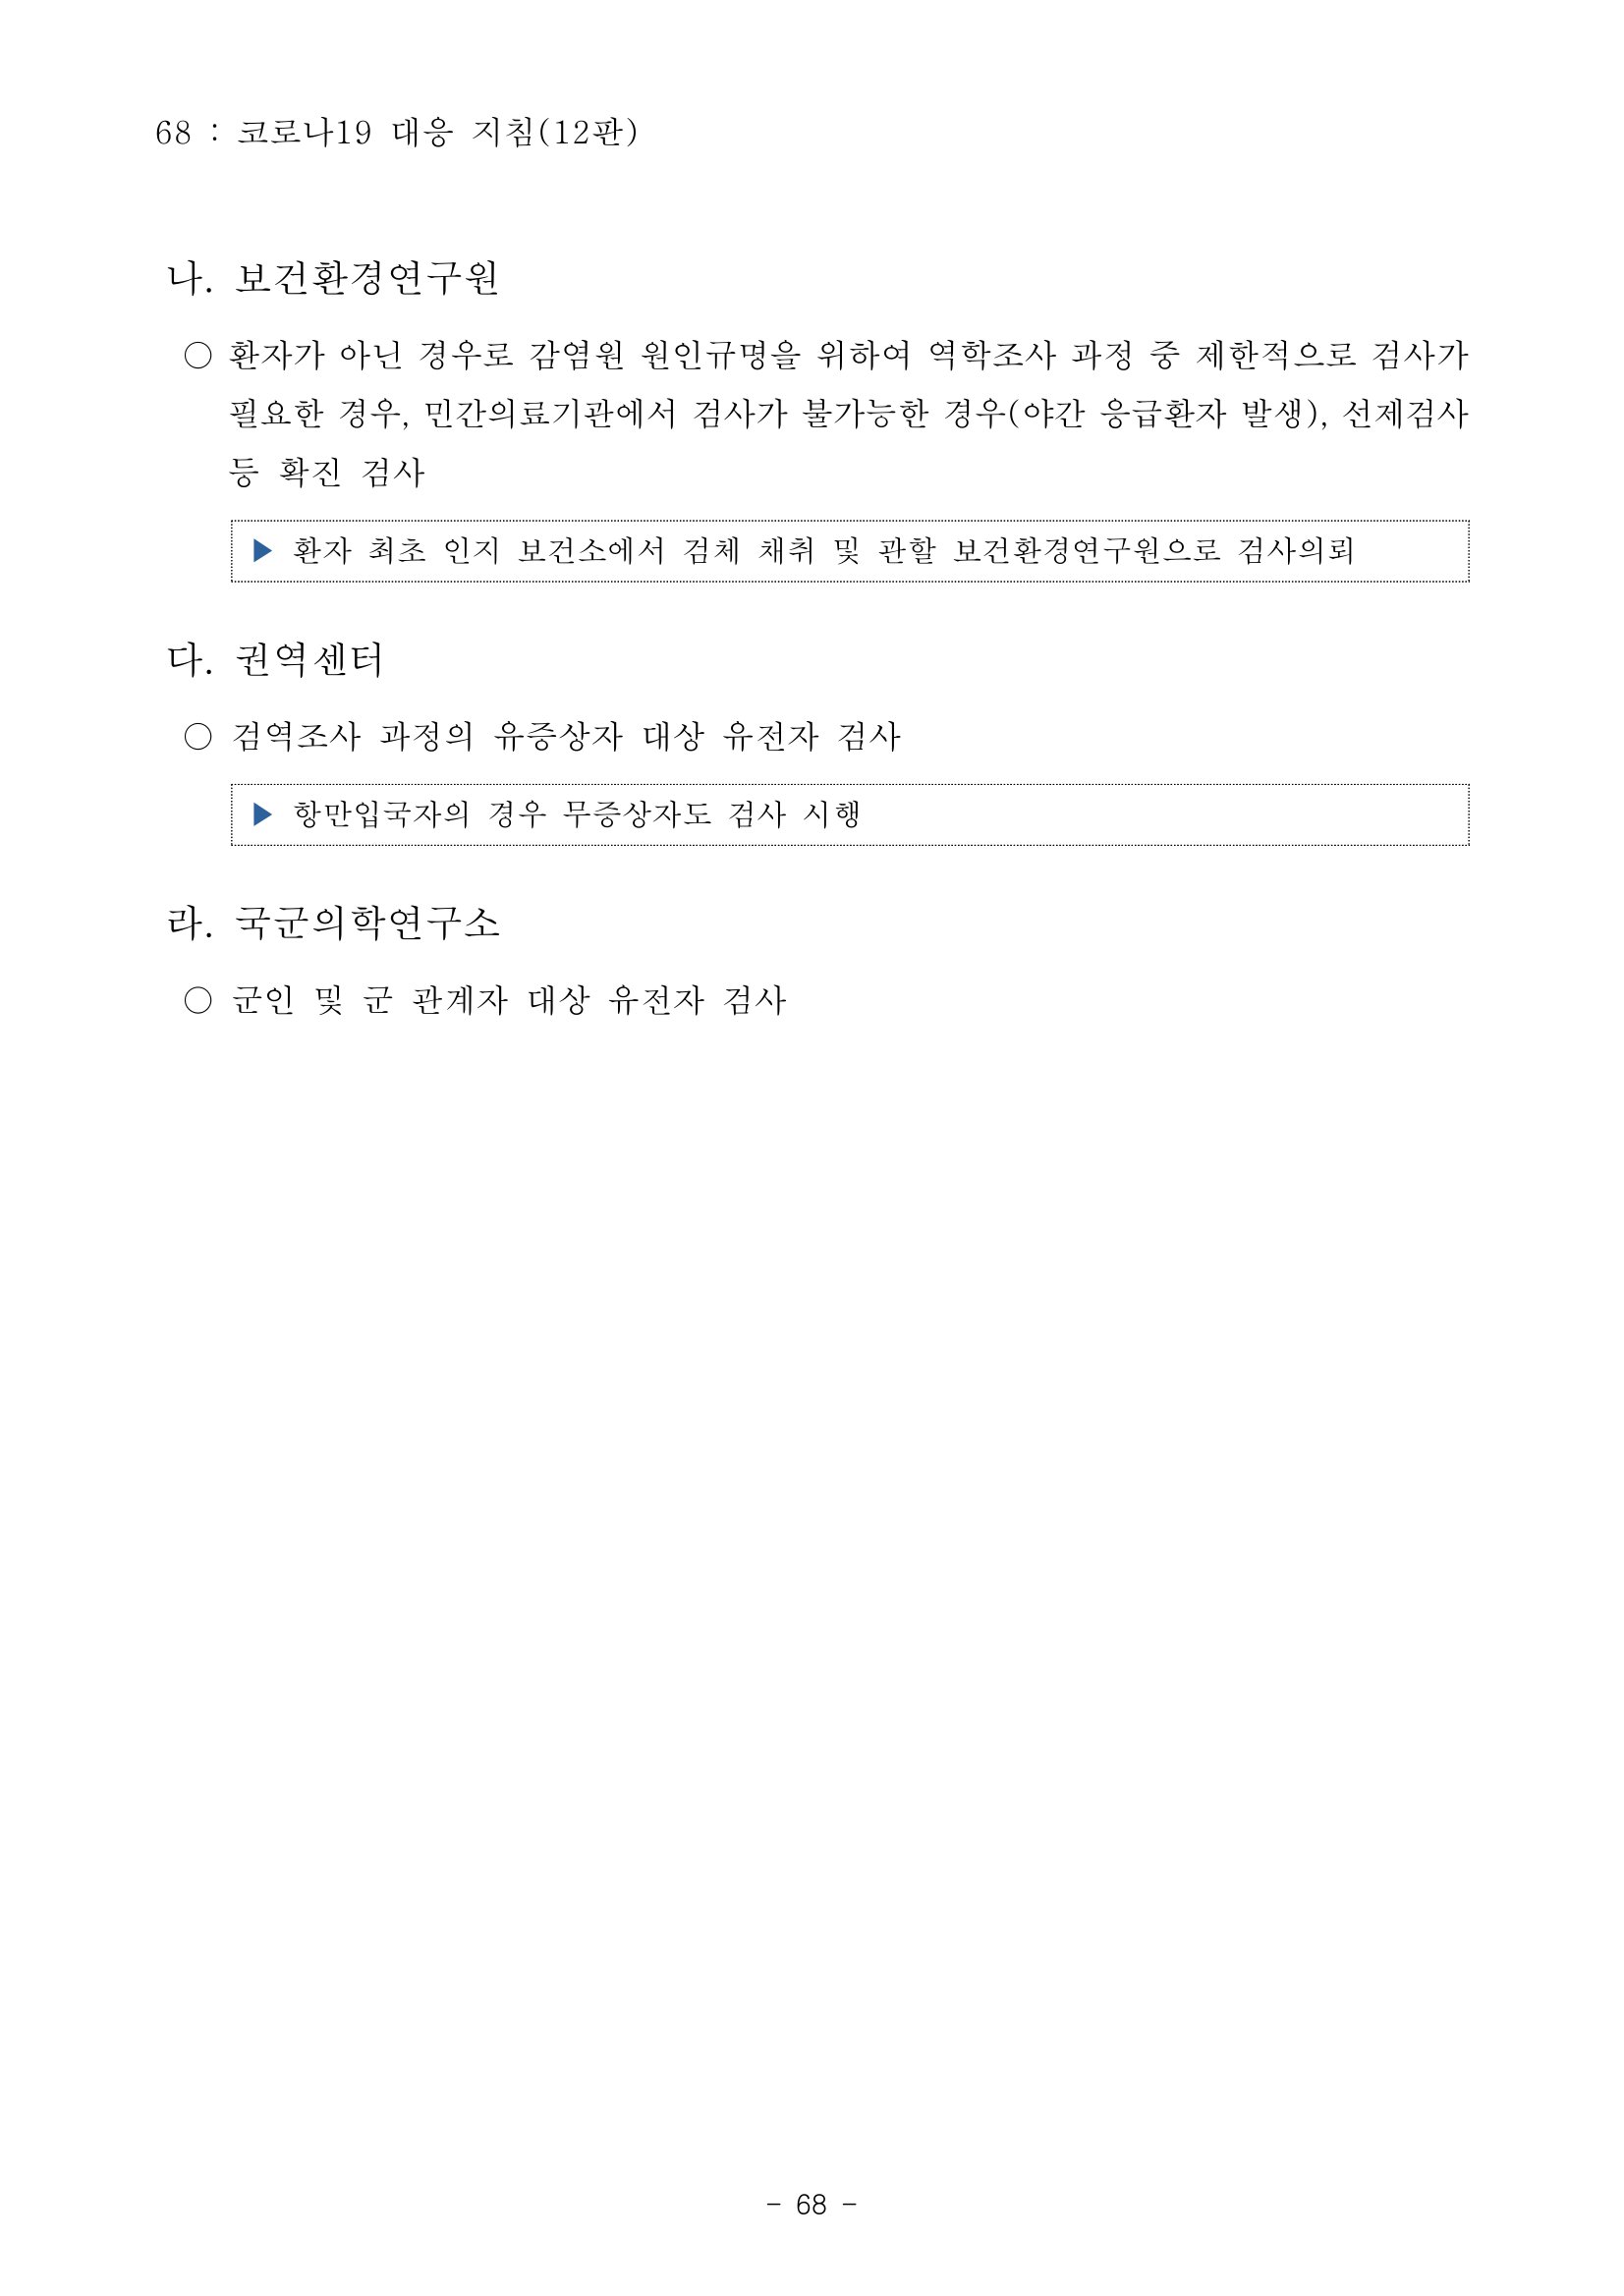 68 : 코로나19 대응 지침(12판)
나. 보건환경연구원
○ 환자가 아닌 경우로 감염원 원인규명을 위하여 역학조사 과정 중 제한적으로 검사가
필요한 경우, 민간의료기관에서 검사가 불가능한 경우(야간 응급환자 발생), 선제검사
등 확진 검사
▶ 환자 최초 인지 보건소에서 검체 채취 및 관할 보건환경연구원으로 검사의뢰
다. 권역센터
○ 검역조사 과정의 유증상자 대상 유전자 검사
▶ 항만입국자의 경우 무증상자도 검사 시행
라. 국군의학연구소
○ 군인 및 군 관계자 대상 유전자 검사
- 68 -